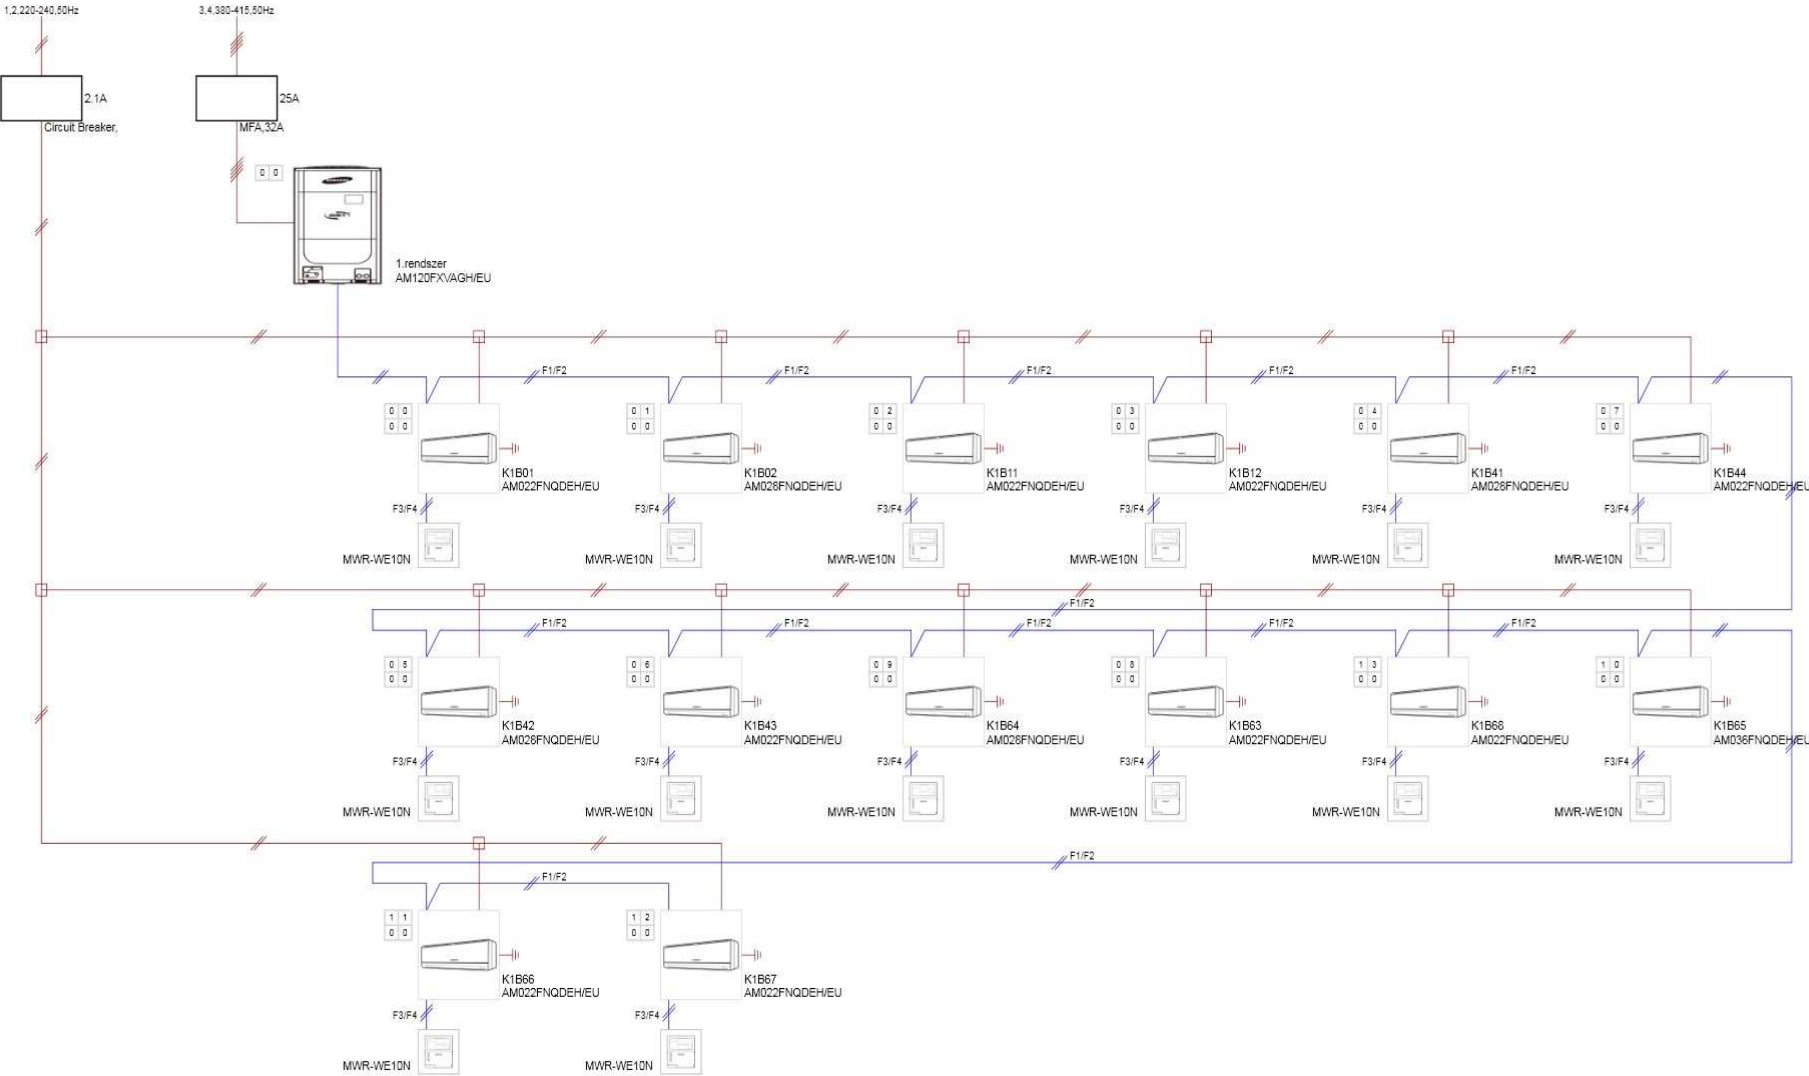 1,2,220-240,50Hz
3,4,380-415,50Hz
2.1A
25A
Circuit Breaker,
MFA,32A
0 0
SAMSUNG
1.rendszer
AM120FXVAGH/EU
F1/F2 F1/F2 F1/F2 F1/F2 F1/F2
0 0 0 1 0 2 0 3 0 4 0 7
0 0 0 0 0 0 0 0 0 0 0 0
K1B01 K1B02 K1B11 K1B12 K1B41 K1B44
AM022FNQDEH/EU AM028FNQDEH/EU AM022FNQDEH/EU AM022FNQDEH/EU AM028FNQDEH/EU AM022FNQDEH/EU
F3/F4 F3/F4 F3/F4 F3/F4 F3/F4 F3/F4
MWR-WE10N MWR-WE10N MWR-WE10N MWR-WE10N MWR-WE10N MWR-WE10N
F1/F2
F1/F2 F1/F2 F1/F2 F1/F2 F1/F2
0 5 0 6 0 9 0 8 1 3 1 0
0 0 0 0 0 0 0 0 0 0 0 0
K1B42 K1B43 K1B64 K1B63 K1B68 K1B65
AM028FNQDEH/EU AM022FNQDEH/EU AM028FNQDEH/EU AM022FNQDEH/EU AM022FNQDEH/EU AM036FNQDEH/EU
F3/F4 F3/F4 F3/F4 F3/F4 F3/F4 F3/F4
MWR-WE10N MWR-WE10N MWR-WE10N MWR-WE10N MWR-WE10N MWR-WE10N
F1/F2
F1/F2
1 1 1 2
0 0 0 0
K1B66 K1B67
AM022FNQDEH/EU AM022FNQDEH/EU
F3/F4 F3/F4
MWR-WE10N MWR-WE10N